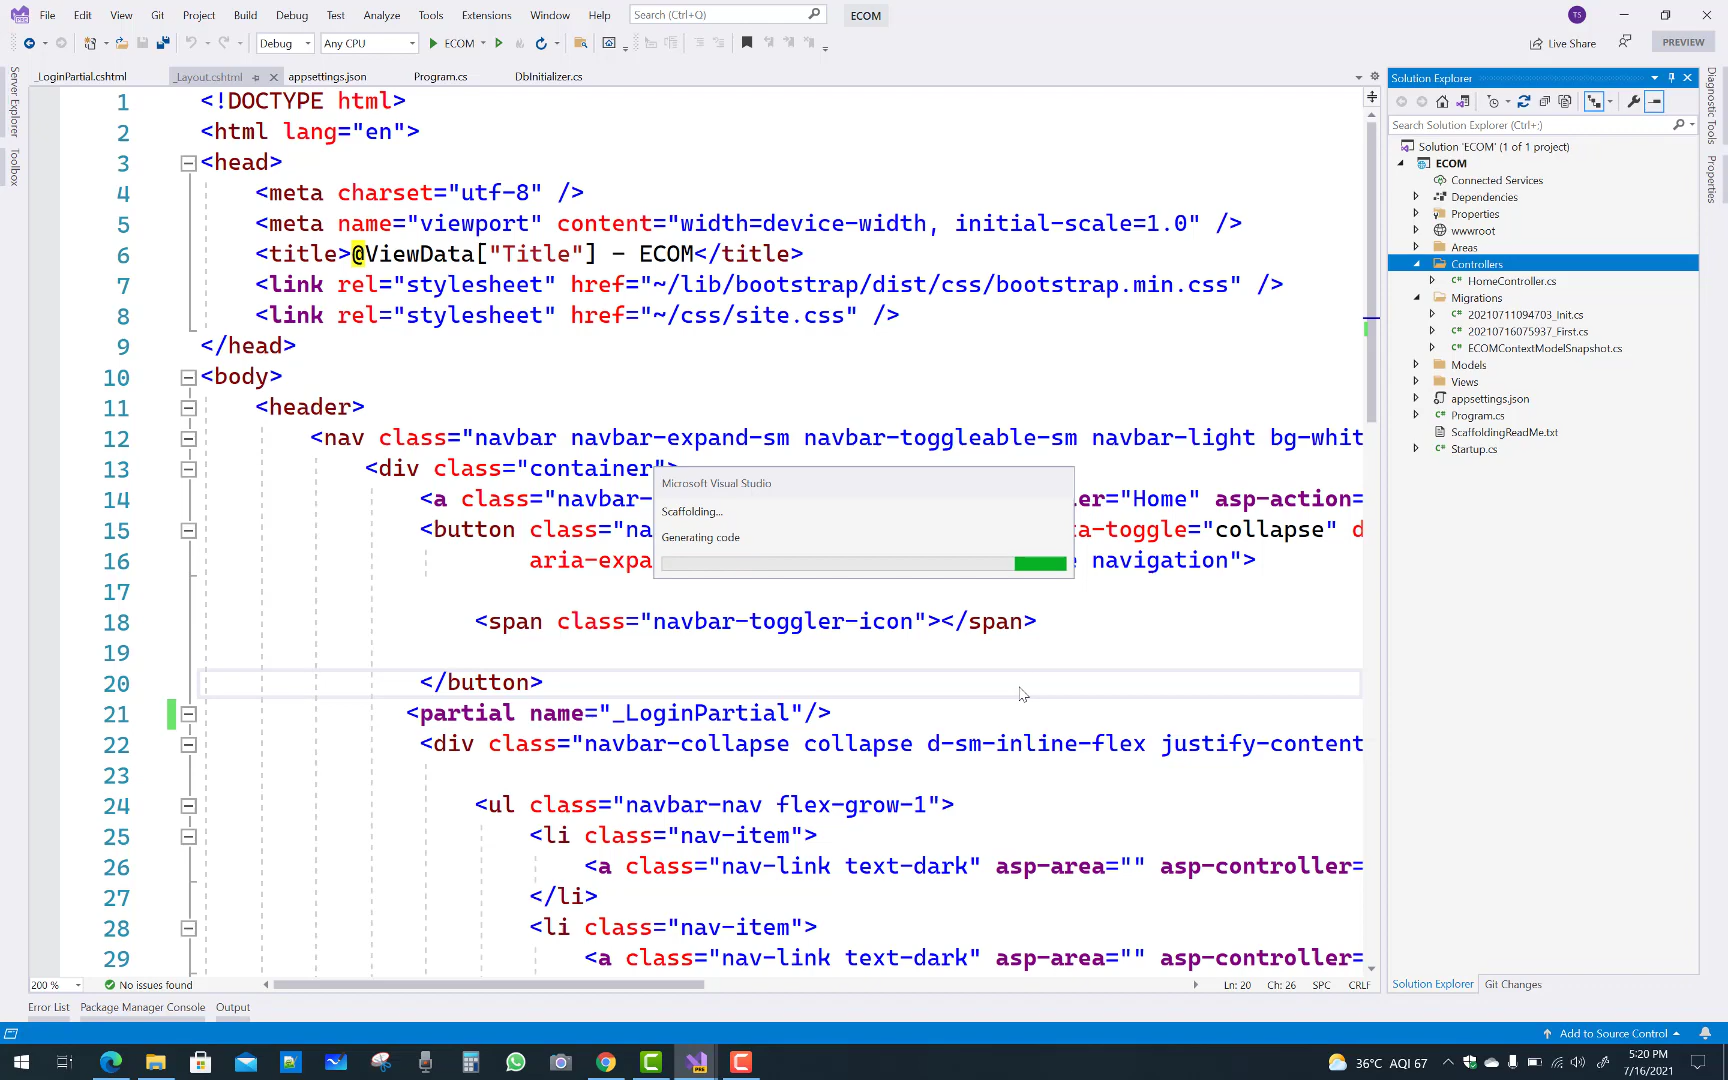 File Edit View Git Project Build Debug Test Analyze Tools Extensions Window Help Search (Ctrl+Q) ECOM TS
Debug Any CPU ECOM Live Share PREVIEW
_LoginPartial.cshtml _Layout.cshtml appsettings.json Program.cs DbInitializer.cs
Server Explorer
Toolbox
1 <!DOCTYPE html>
2 <html lang="en">
3 <head>
4 <meta charset="utf-8" />
5 <meta name="viewport" content="width=device-width, initial-scale=1.0" />
6 <title>@ViewData["Title"] - ECOM</title>
7 <link rel="stylesheet" href="~/lib/bootstrap/dist/css/bootstrap.min.css" />
8 <link rel="stylesheet" href="~/css/site.css" />
9 </head>
10 <body>
11 <header>
12 <nav class="navbar navbar-expand-sm navbar-toggleable-sm navbar-light bg-whit
13 <div class="container">
14 <a class="navbar- er="Home" asp-action=
15 <button class="na a-toggle="collapse" d
16 aria-expa navigation">
17
18 <span class="navbar-toggler-icon"></span>
19
20 </button>
21 <partial name="_LoginPartial"/>
22 <div class="navbar-collapse collapse d-sm-inline-flex justify-content
23
24 <ul class="navbar-nav flex-grow-1">
25 <li class="nav-item">
26 <a class="nav-link text-dark" asp-area="" asp-controller=
27 </li>
28 <li class="nav-item">
29 <a class="nav-link text-dark" asp-area="" asp-controller=
Microsoft Visual Studio
Scaffolding...
Generating code
200 % No issues found Ln: 20 Ch: 26 SPC CRLF
Error List Package Manager Console Output
Solution Explorer
Search Solution Explorer (Ctrl+;)
Solution 'ECOM' (1 of 1 project)
ECOM
Connected Services
Dependencies
Properties
wwwroot
Areas
Controllers
HomeController.cs
Migrations
20210711094703_Init.cs
20210716075937_First.cs
ECOMContextModelSnapshot.cs
Models
Views
appsettings.json
Program.cs
ScaffoldingReadMe.txt
Startup.cs
Solution Explorer Git Changes
Diagnostic Tools
Properties
Add to Source Control
36°C AQI 67
5:20 PM
7/16/2021